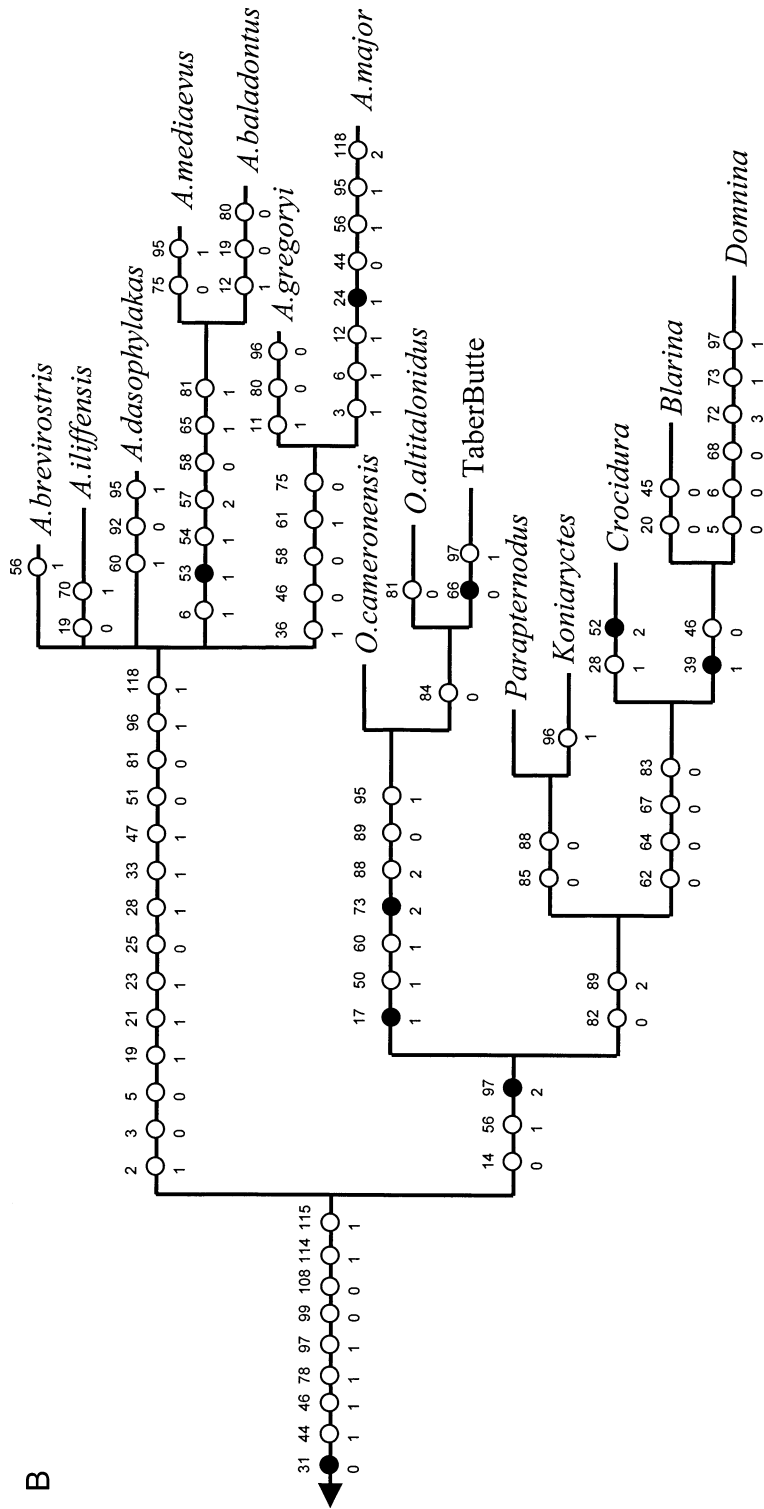 B
31 44 46 78 97 99 108 114 115
0 1 1 1 1 0 0 1 1
2 3 5 19 21 23 25 28 33 47 51 81 96 118
1 0 0 1 1 1 0 1 1 1 0 0 1 1
56
1
A.brevirostris
19 70
0 1
A.iliffensis
60 92 95
1 0 1
A.dasophylakas
6 53 54 57 58 65 81
1 1 1 2 0 1 1
75 95
0 1
A.mediaevus
12 19 80
1 0 0
A.baladontus
36 46 58 61 75
1 0 0 1 0
11 80 96
1 0 0
A.gregoryi
3 6 12 24 44 56 95 118
1 1 1 1 0 1 1 2
A.major
14 56 97
0 1 2
17 50 60 73 88 89 95
1 1 1 2 2 0 1
O.cameronensis
84
0
81
0
O.altitalonidus
66 97
0 1
TaberButte
82 89
0 2
85 88
0 0
Parapternodus
96
1
Koniaryctes
62 64 67 83
0 0 0 0
28 52
1 2
Crocidura
39 46
1 0
20 45
0 0
Blarina
5 6 68 72 73 97
0 0 0 3 1 1
Domnina